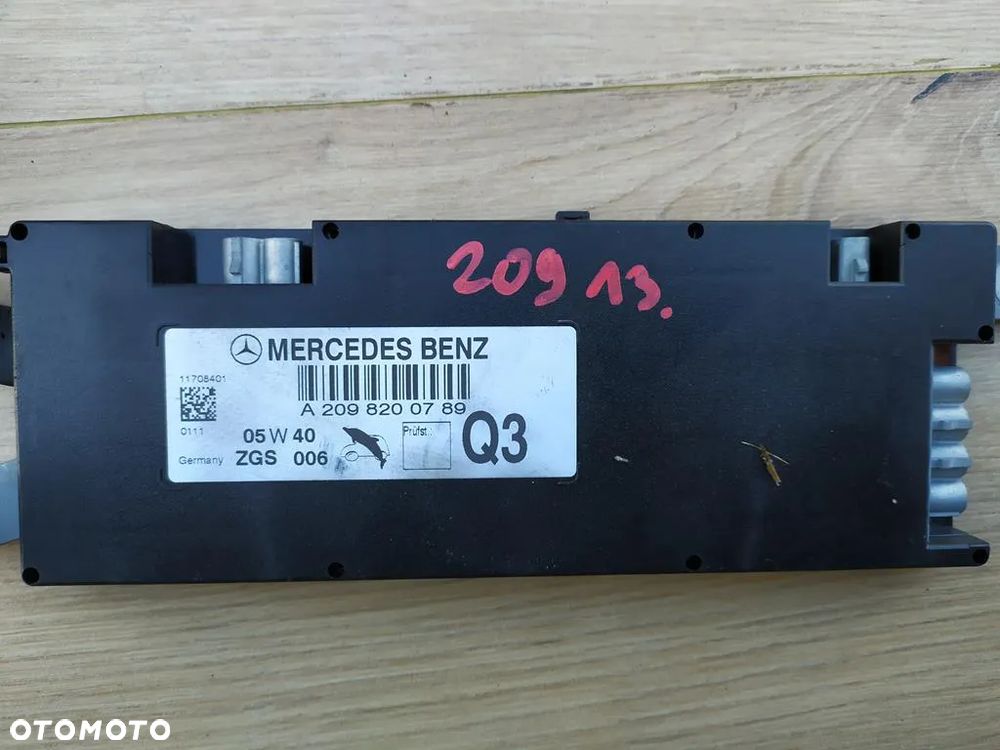 209 13.
MERCEDES BENZ
11708401
A 209 820 07 89
0111
05 W 40
Prüfst.:
Q3
Germany
ZGS 006
OTOMOTO